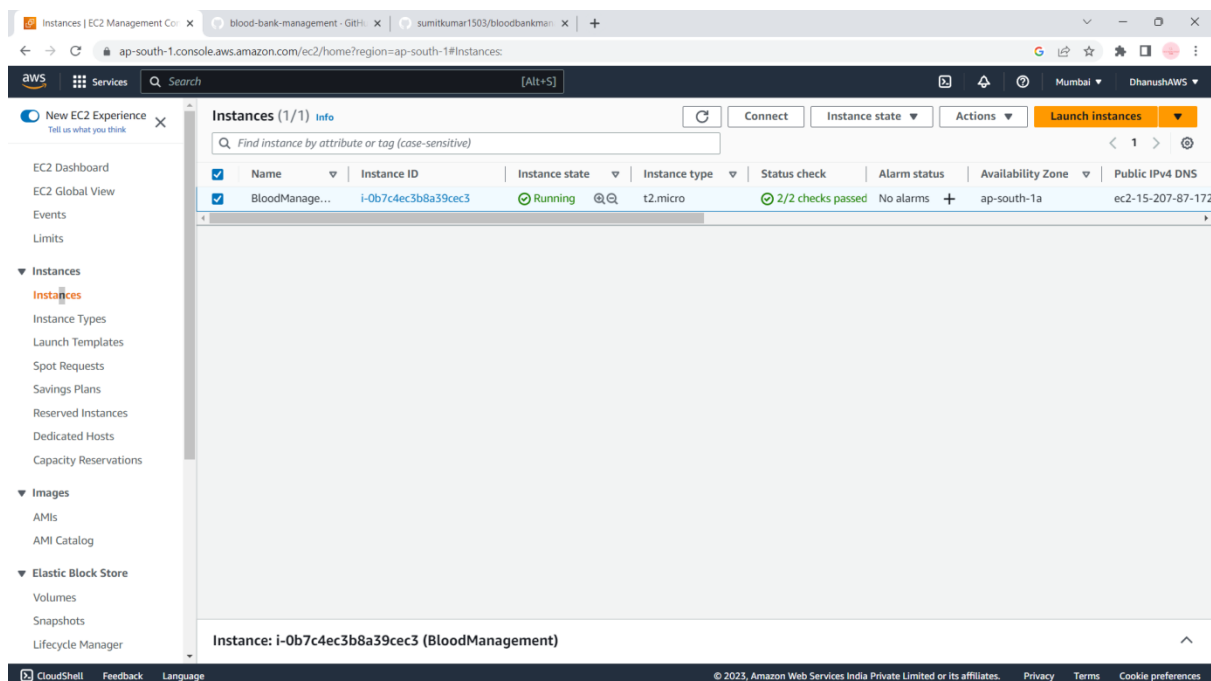 Instances | EC2 Management Cor
blood-bank-management - GitHu
sumitkumar1503/bloodbankman
ap-south-1.console.aws.amazon.com/ec2/home?region=ap-south-1#Instances:
aws Services Search [Alt+S] Mumbai DhanushAWS
New EC2 Experience
Tell us what you think
EC2 Dashboard
EC2 Global View
Events
Limits
Instances
Instances
Instance Types
Launch Templates
Spot Requests
Savings Plans
Reserved Instances
Dedicated Hosts
Capacity Reservations
Images
AMIs
AMI Catalog
Elastic Block Store
Volumes
Snapshots
Lifecycle Manager
Instances (1/1) Info Connect Instance state Actions Launch instances
Find instance by attribute or tag (case-sensitive) 1
Name Instance ID Instance state Instance type Status check Alarm status Availability Zone Public IPv4 DNS
BloodManage... i-0b7c4ec3b8a39cec3 Running t2.micro 2/2 checks passed No alarms ap-south-1a ec2-15-207-87-172
Instance: i-0b7c4ec3b8a39cec3 (BloodManagement)
CloudShell Feedback Language © 2023, Amazon Web Services India Private Limited or its affiliates. Privacy Terms Cookie preferences